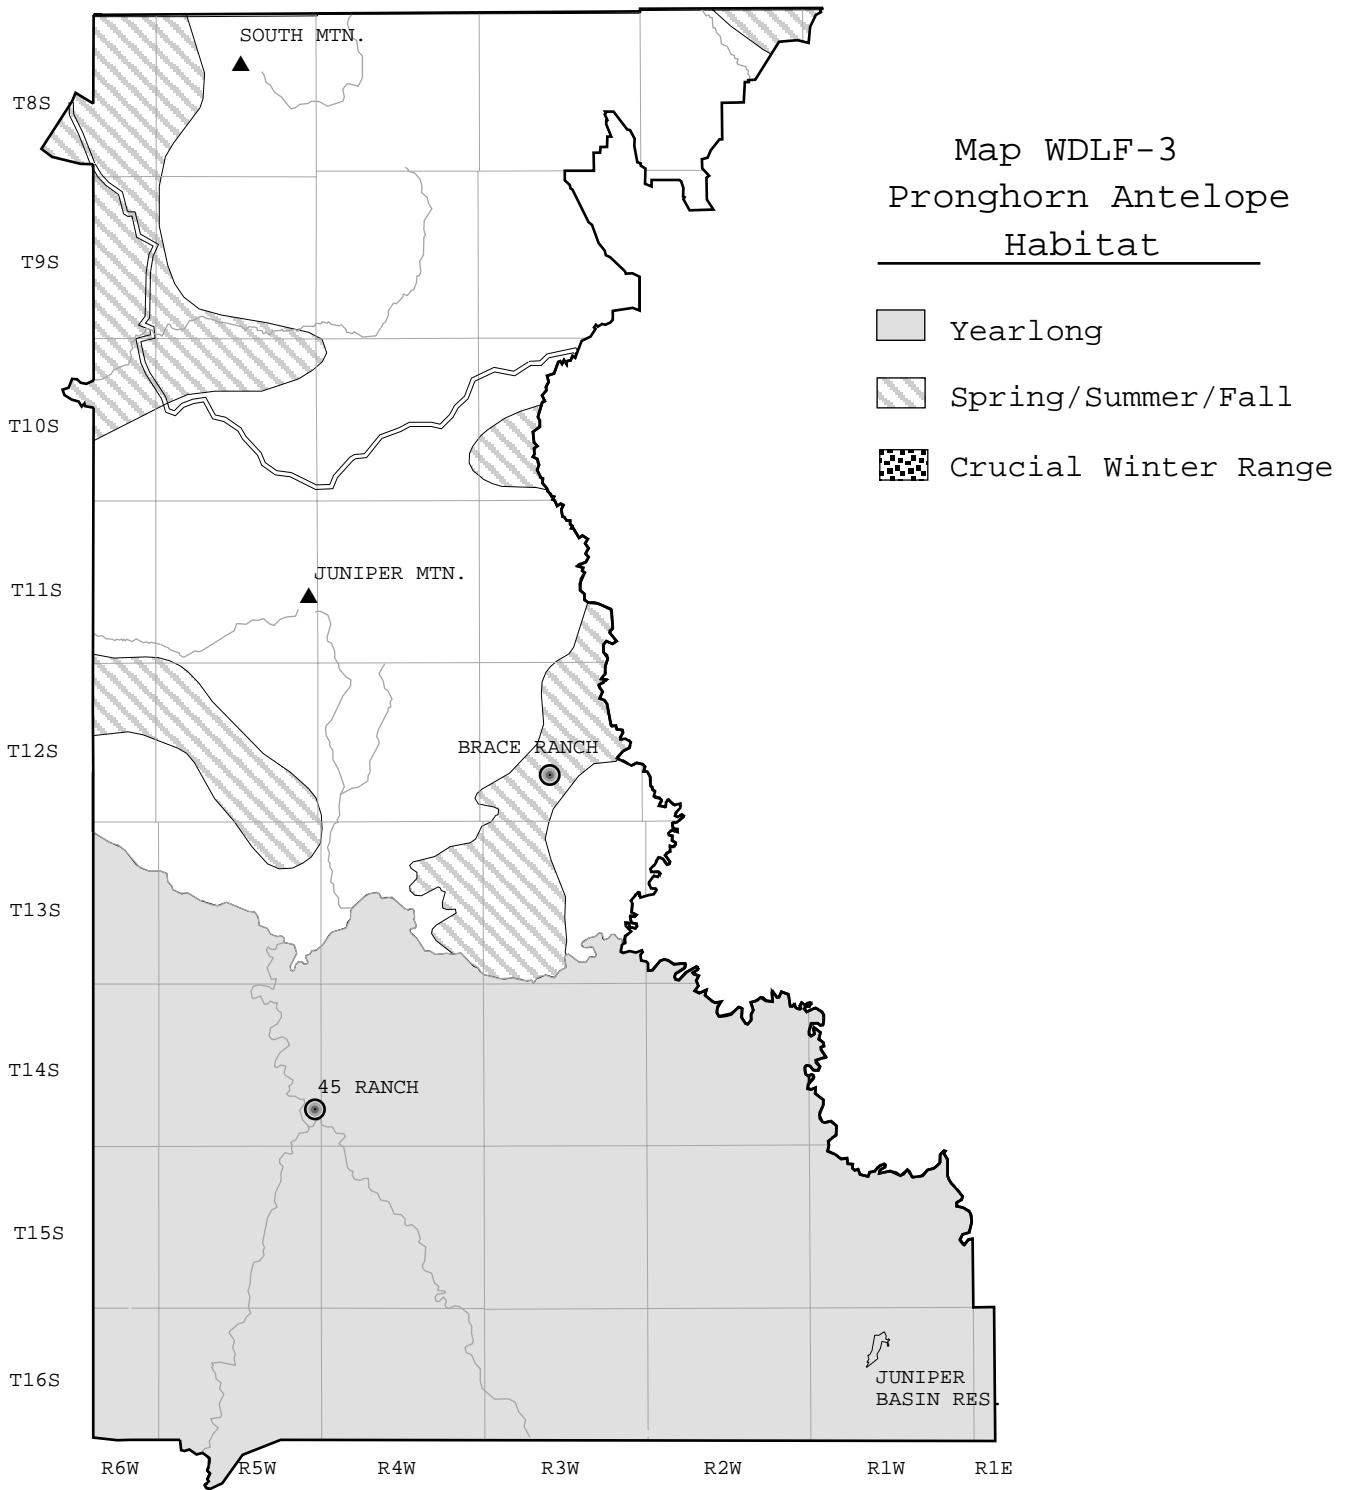 SOUTH MTN.
T8S
Map WDLF-3
Pronghorn Antelope
Habitat
T9S
Yearlong
Spring/Summer/Fall
T10S
Crucial Winter Range
JUNIPER MTN.
T11S
BRACE RANCH
T12S
T13S
T14S
45 RANCH
T15S
JUNIPER
BASIN RES.
T16S
R6W R5W R4W R3W R2W R1W R1E